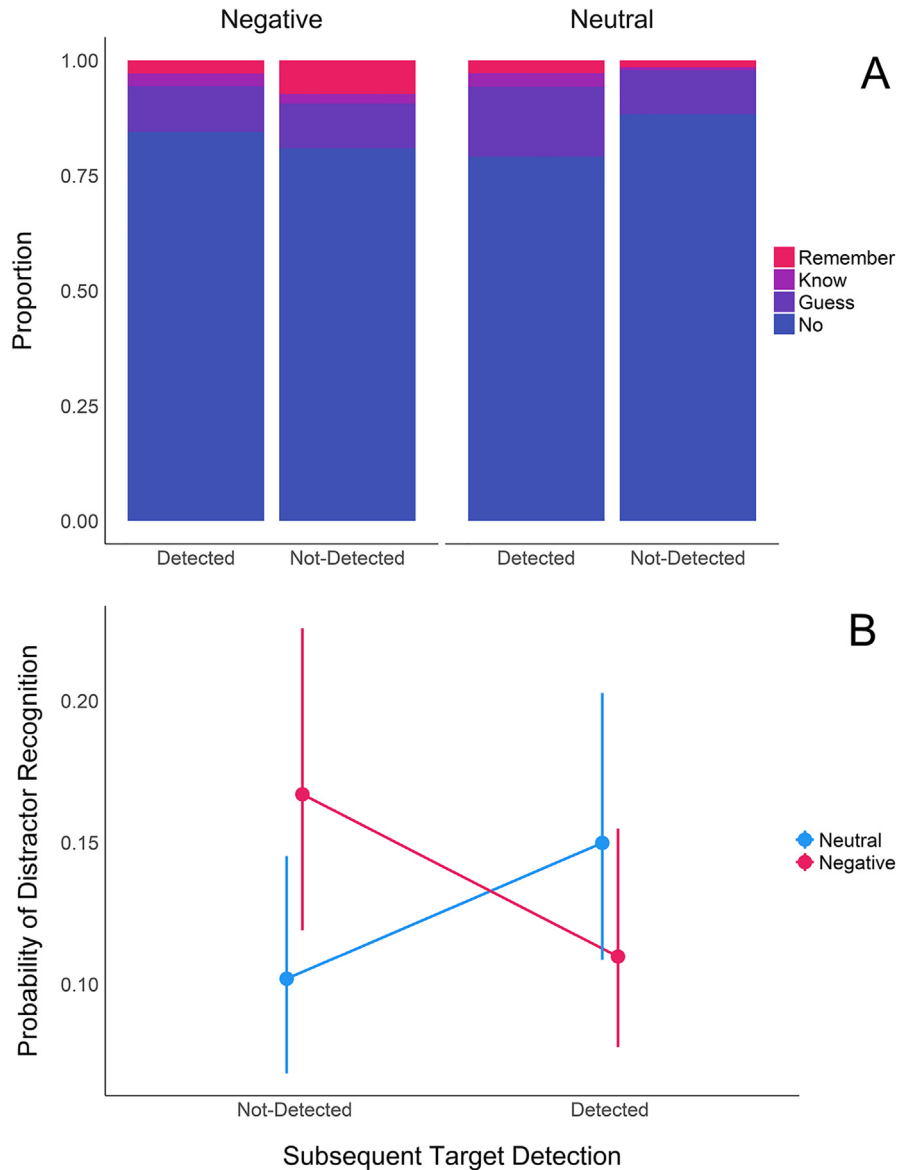 Negative
Neutral
A
Proportion
1.00
0.75
0.50
0.25
0.00
Detected
Not-Detected
Detected
Not-Detected
Remember
Know
Guess
No
B
Probability of Distractor Recognition
0.20
0.15
0.10
Not-Detected
Detected
Neutral
Negative
Subsequent Target Detection